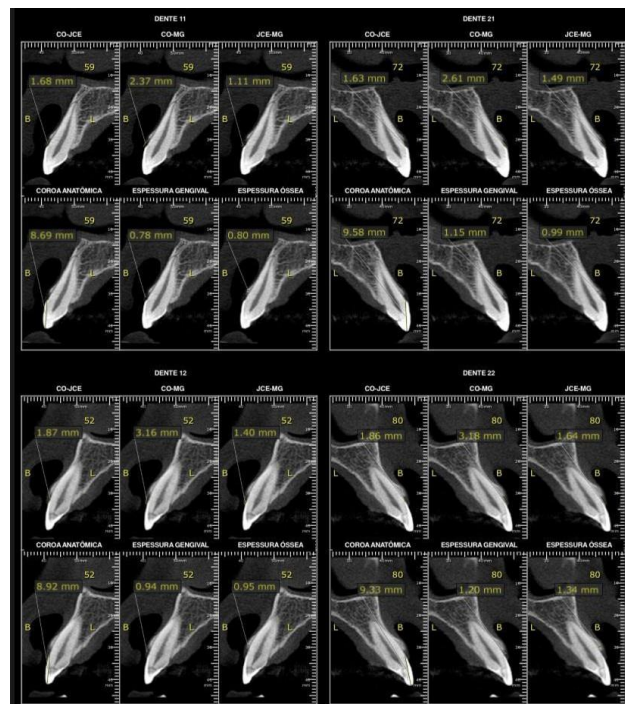 DENTE 11
CO-JCE CO-MG JCE-MG
59 59 59
1.68 mm 2.37 mm 1.11 mm
B L B L B L
COROA ANATÔMICA ESPESSURA GENGIVAL ESPESSURA ÓSSEA
59 59 59
8.69 mm 0.78 mm 0.80 mm
B L B L B L
DENTE 21
CO-JCE CO-MG JCE-MG
72 72 72
1.63 mm 2.61 mm 1.49 mm
L B L B L B
COROA ANATÔMICA ESPESSURA GENGIVAL ESPESSURA ÓSSEA
72 72 72
9.58 mm 1.15 mm 0.99 mm
L B L B L B
DENTE 12
CO-JCE CO-MG JCE-MG
52 52 52
1.87 mm 3.16 mm 1.40 mm
B L B L B L
COROA ANATÔMICA ESPESSURA GENGIVAL ESPESSURA ÓSSEA
52 52 52
8.92 mm 0.94 mm 0.95 mm
B L B L B L
DENTE 22
CO-JCE CO-MG JCE-MG
80 80 80
1.86 mm 3.18 mm 1.64 mm
L B L B L B
COROA ANATÔMICA ESPESSURA GENGIVAL ESPESSURA ÓSSEA
80 80 80
9.33 mm 1.20 mm 1.34 mm
L B L B L B